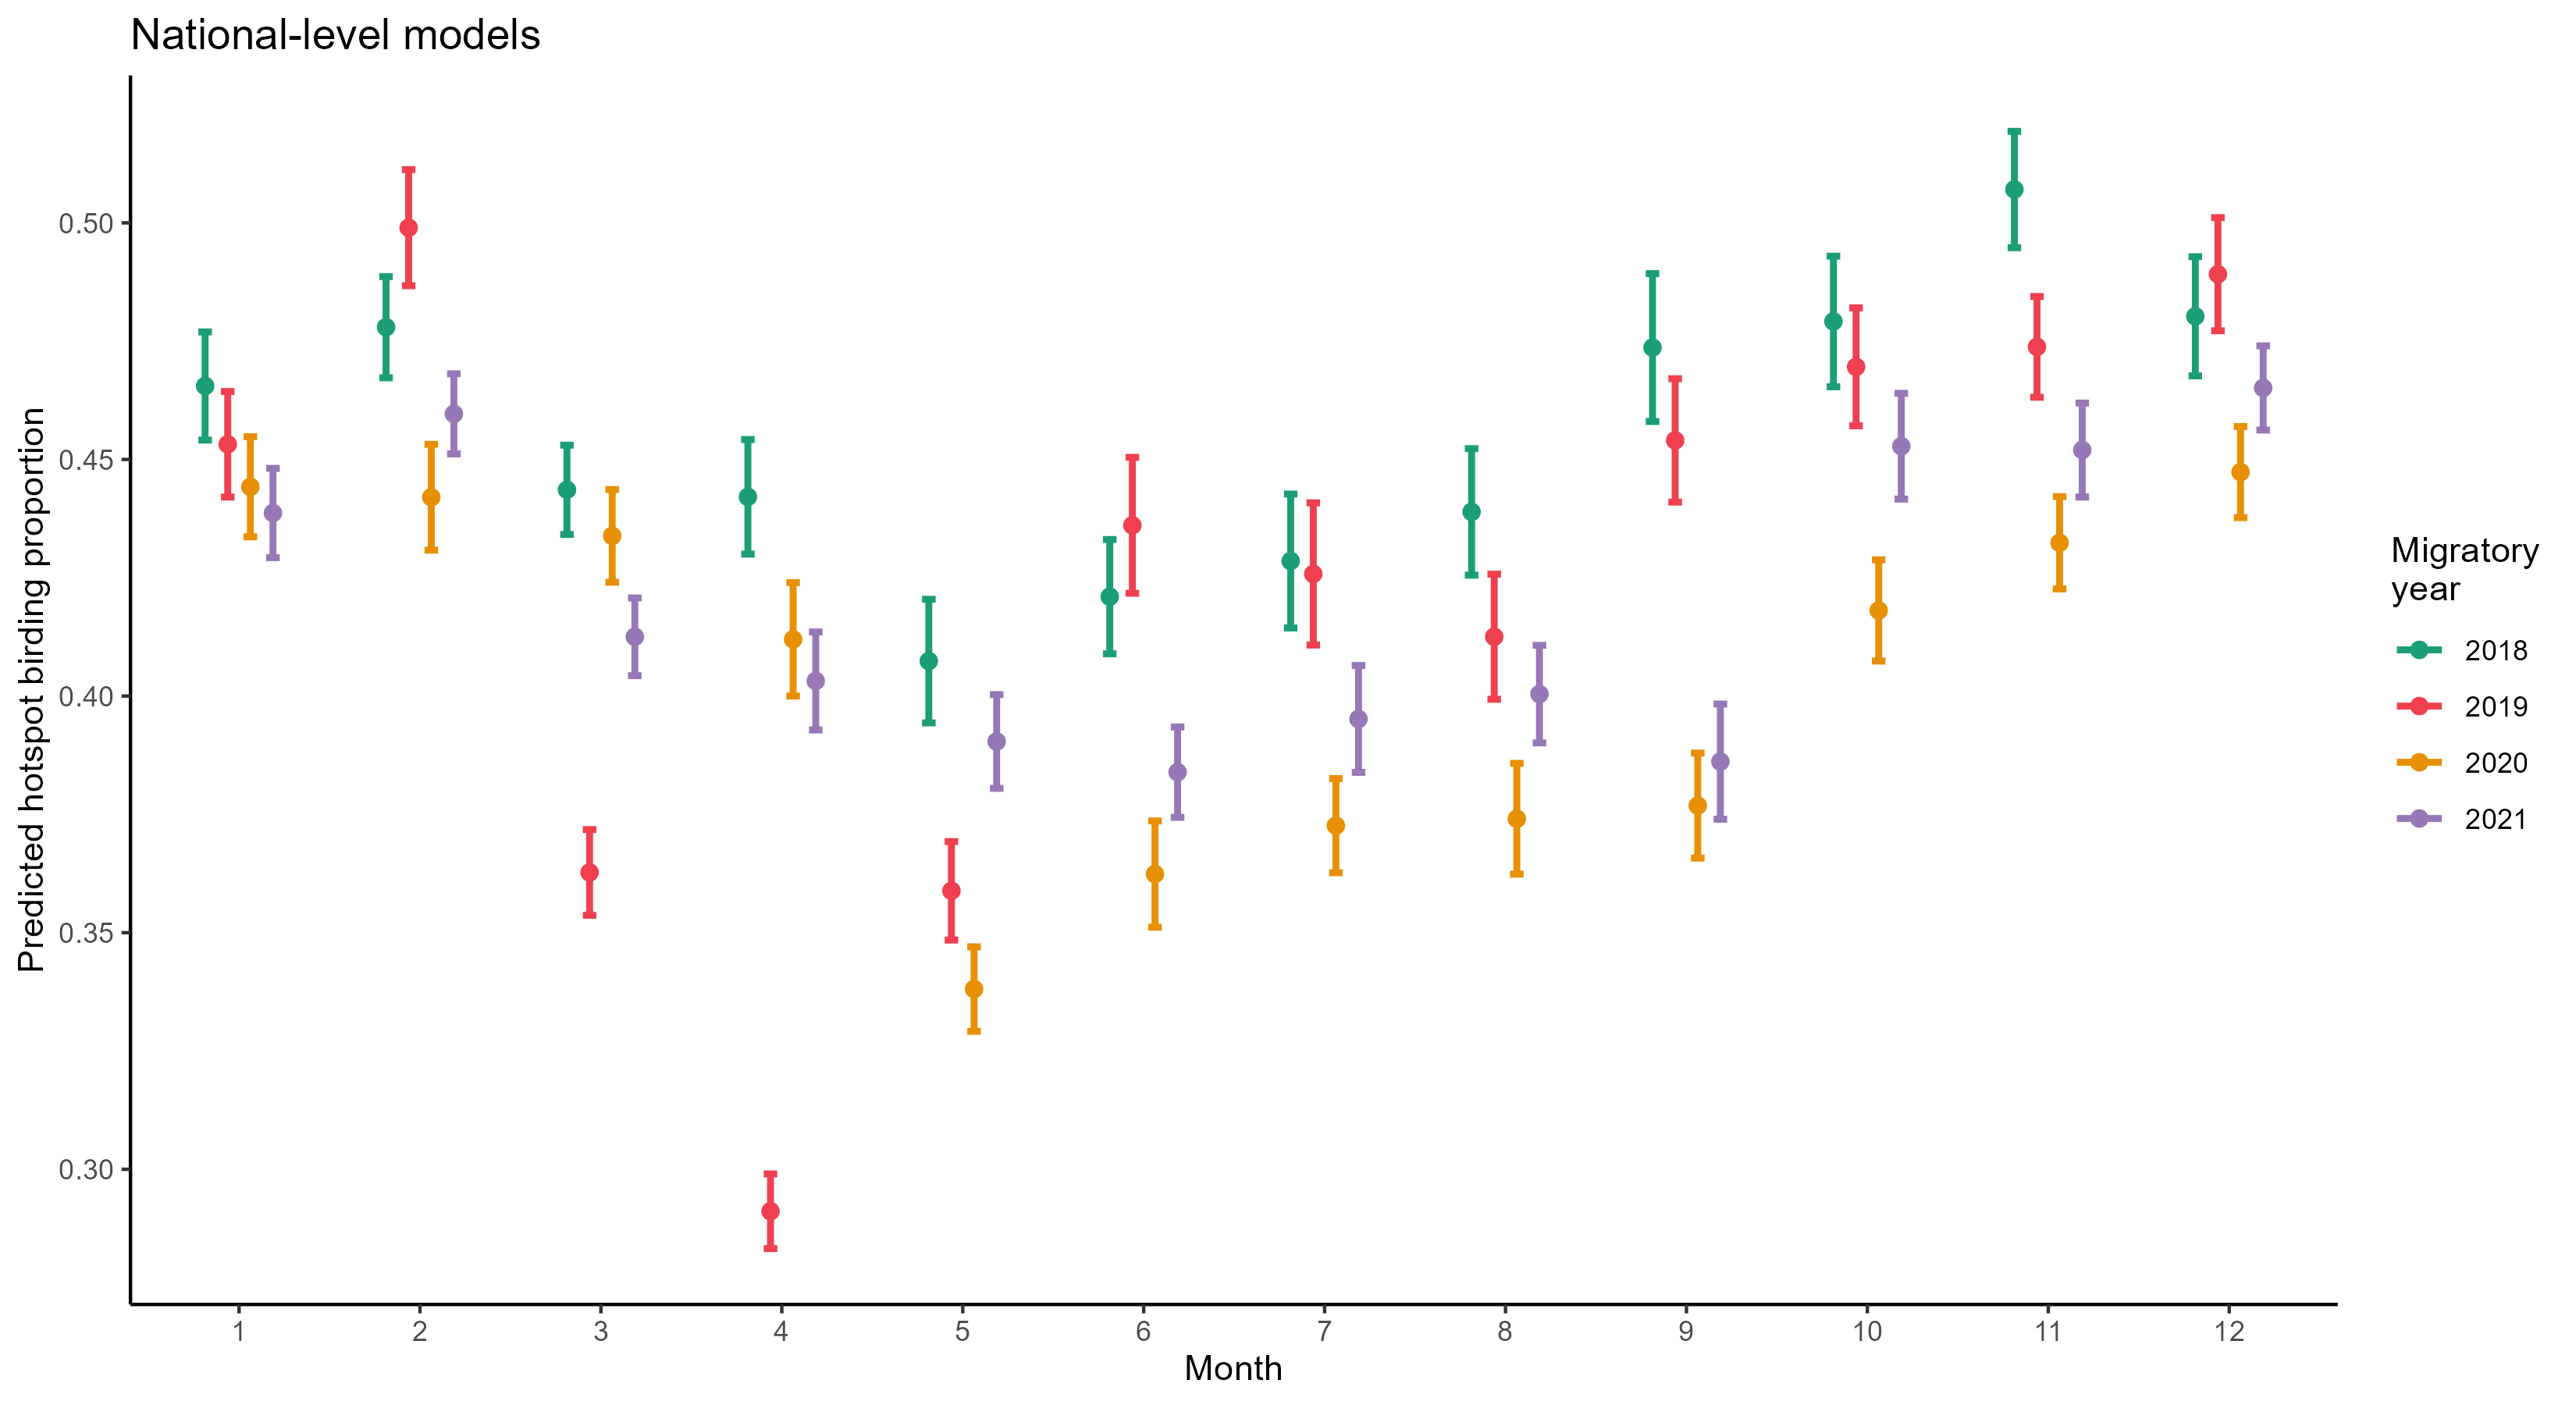 National-level models
Predicted hotspot birding proportion
0.50
0.45
0.40
0.35
0.30
1 2 3 4 5 6 7 8 9 10 11 12
Month
Migratory
year
2018
2019
2020
2021